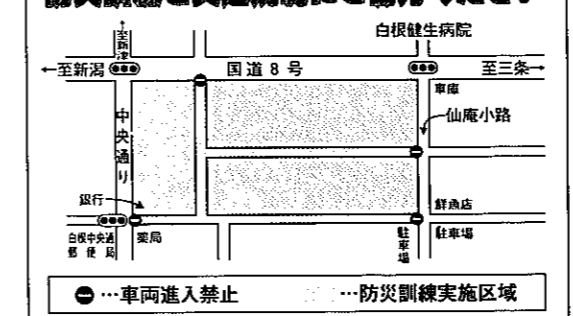 白根健生病院
至新津
←至新潟
国道8号
至三条→
車庫
中央通り
仙庵小路
銀行
鮮魚店
白根中央通郵便局
薬局
駐車場
駐車場
…車両進入禁止
…防災訓練実施区域